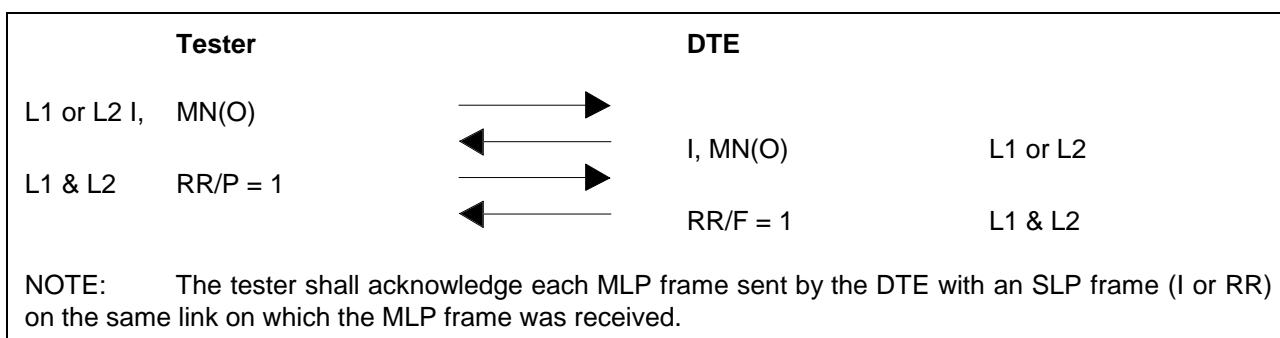 Tester DTE
L1 or L2 I, MN(O)
I, MN(O) L1 or L2
L1 & L2 RR/P = 1
RR/F = 1 L1 & L2
NOTE: The tester shall acknowledge each MLP frame sent by the DTE with an SLP frame (I or RR)
on the same link on which the MLP frame was received.